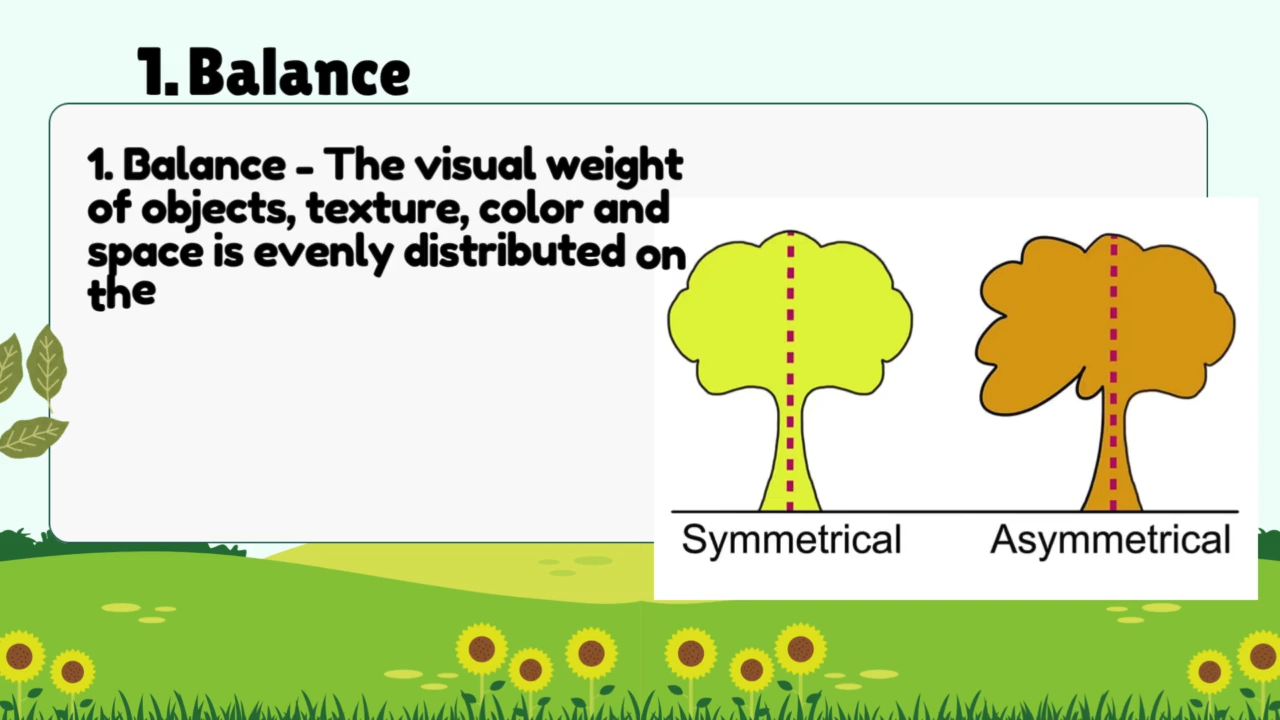 1. Balance
1. Balance - The visual weight
of objects, texture, color and
space is evenly distributed on
the
Symmetrical
Asymmetrical